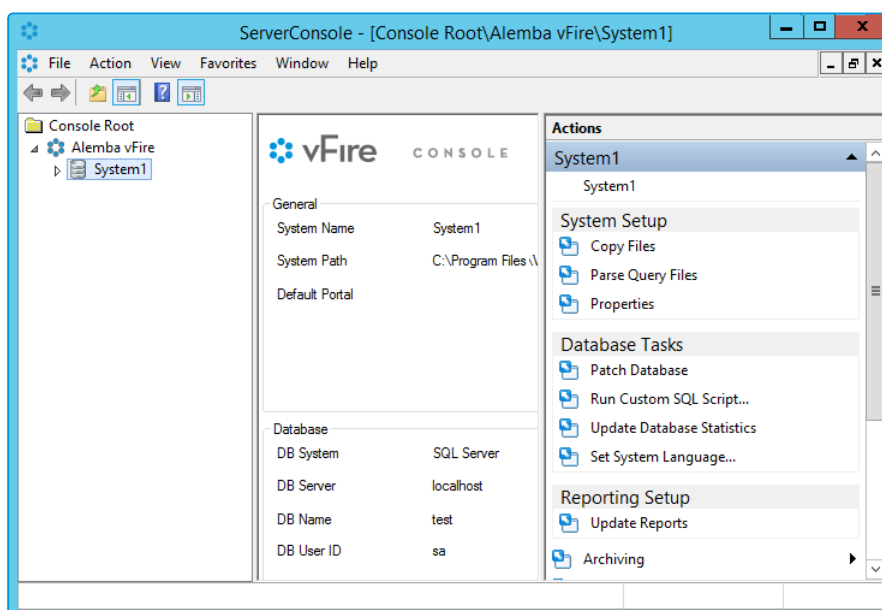 ServerConsole - [Console Root\Alemba vFire\System1]
File Action View Favorites Window Help
Console Root
Alemba vFire
System1
vFire CONSOLE
General
System Name System1
System Path C:\Program Files\
Default Portal
Database
DB System SQL Server
DB Server localhost
DB Name test
DB User ID sa
Actions
System1
System1
System Setup
Copy Files
Parse Query Files
Properties
Database Tasks
Patch Database
Run Custom SQL Script...
Update Database Statistics
Set System Language...
Reporting Setup
Update Reports
Archiving